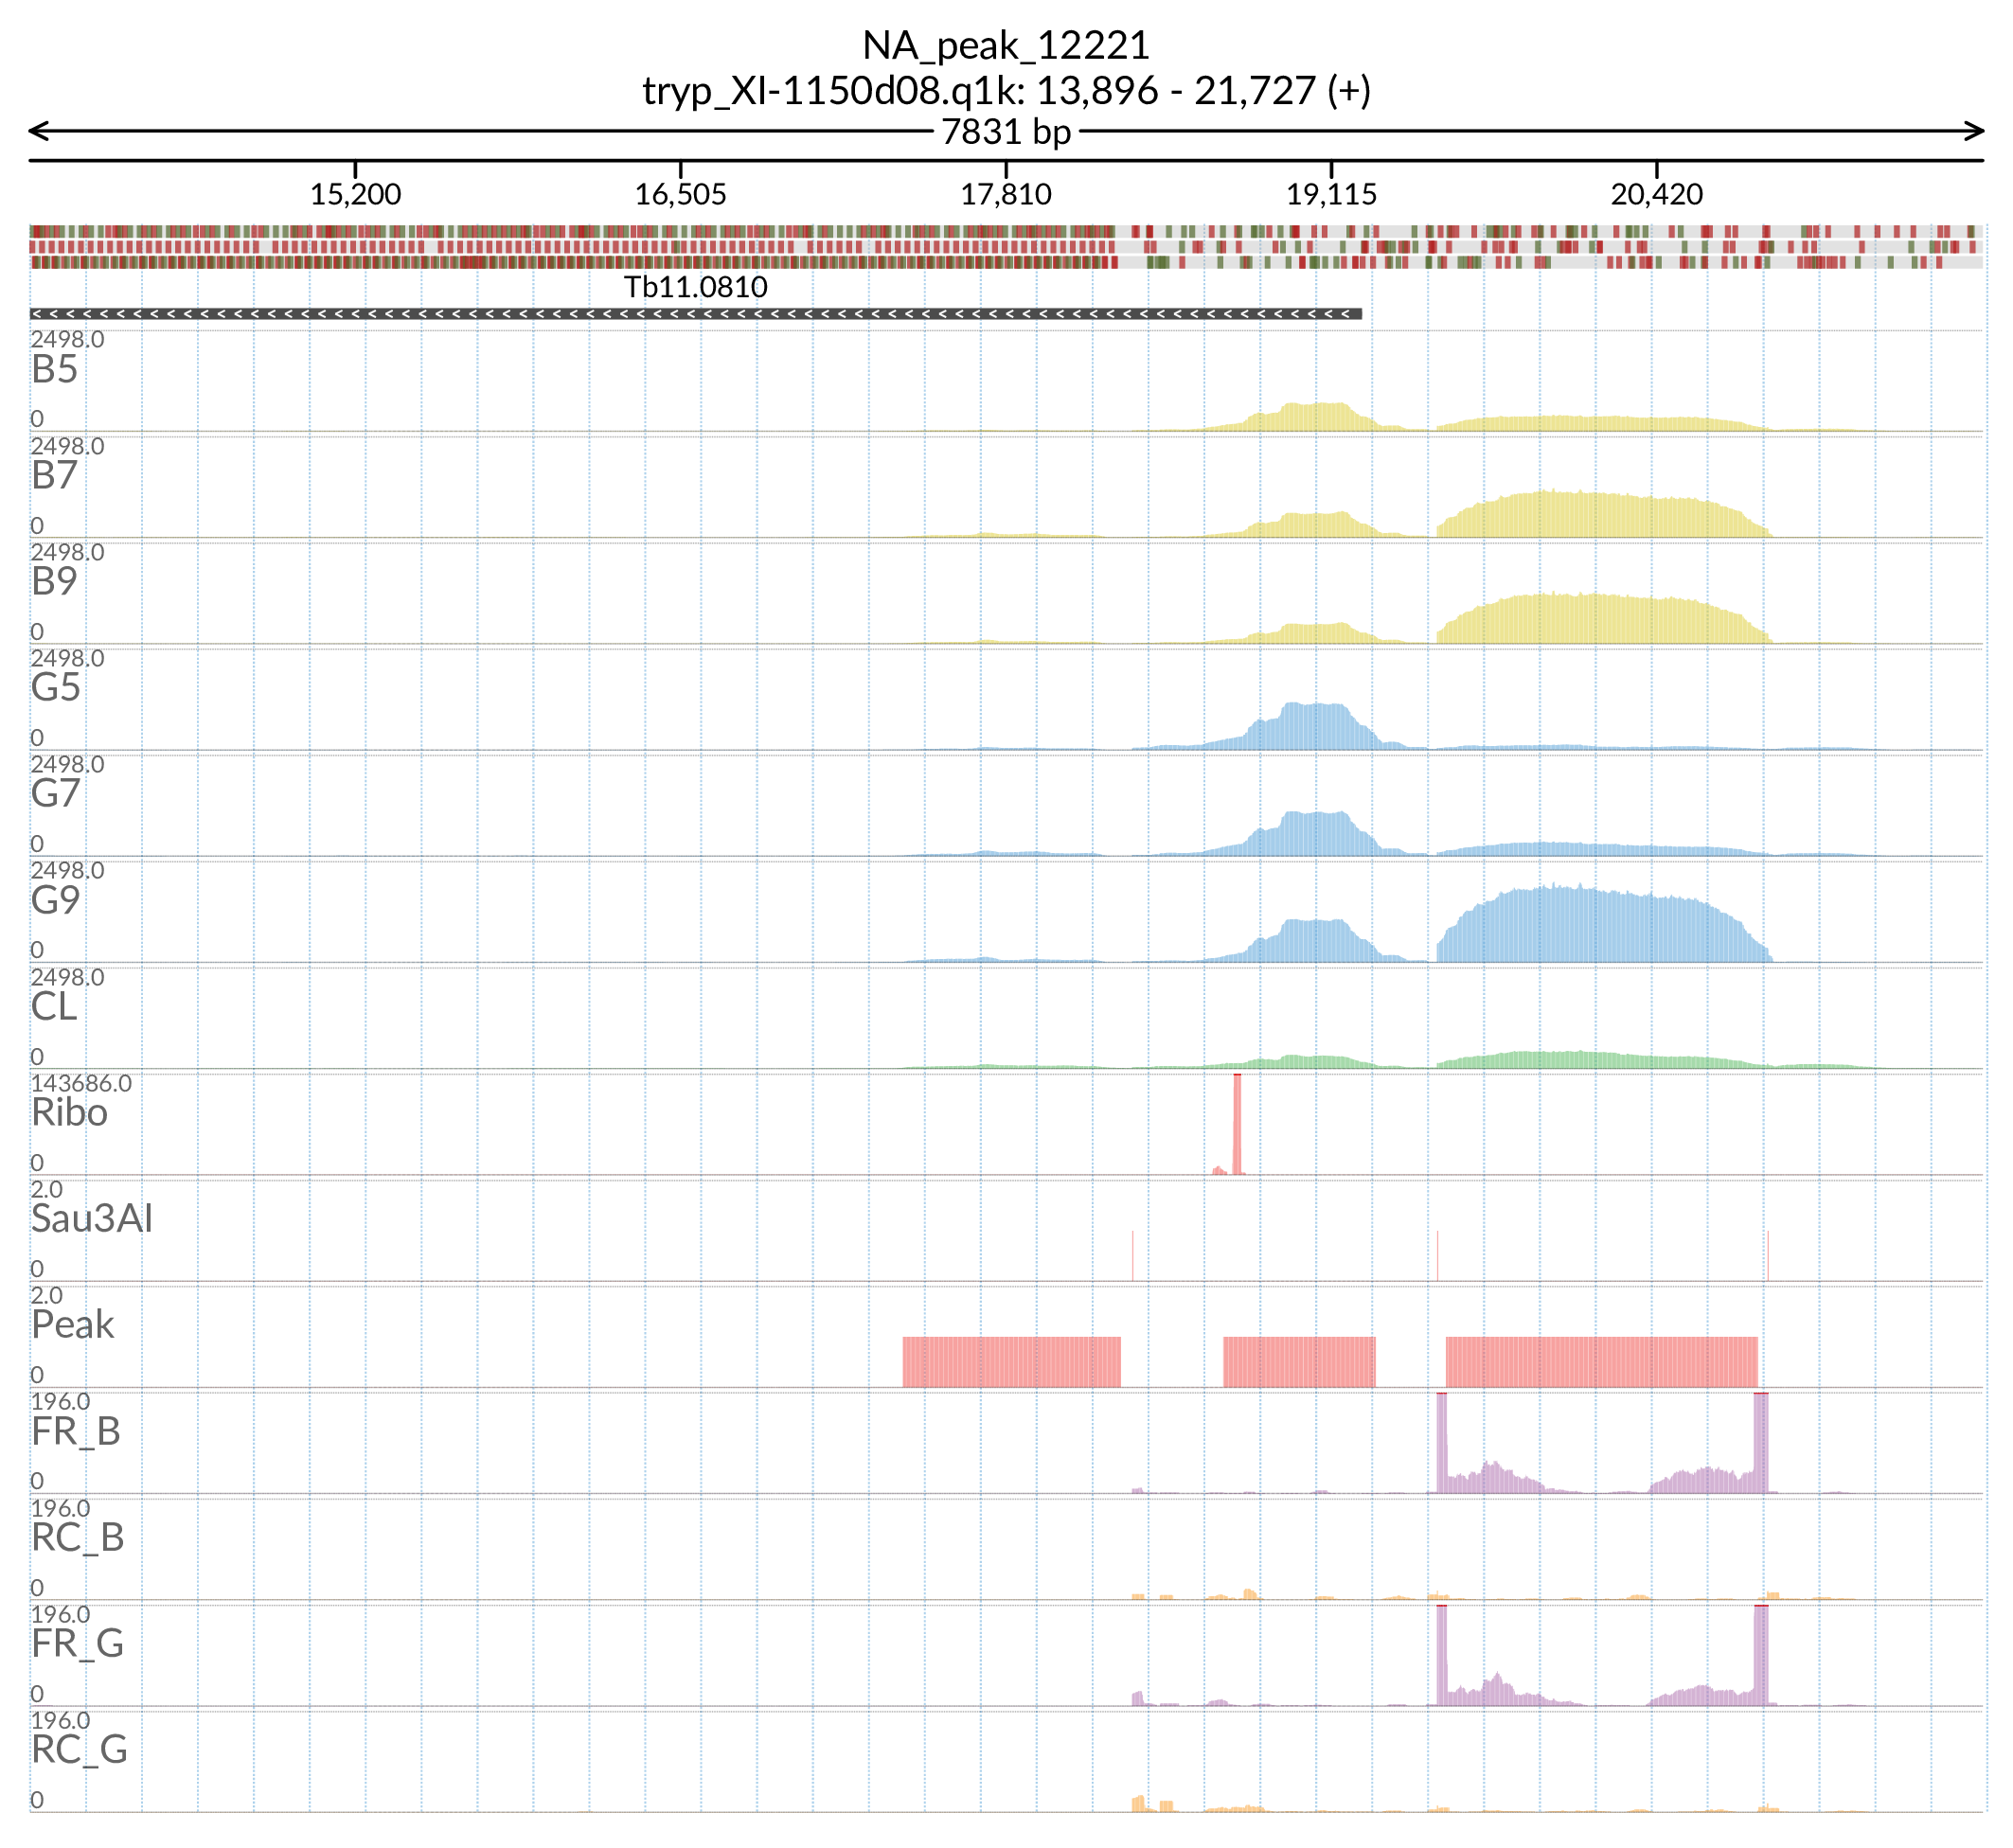 NA_peak_12221
tryp_XI-1150d08.q1k: 13,896 - 21,727 (+)
7831 bp
15,200 16,505 17,810 19,115 20,420
Tb11.0810
2498.0
B5
0
2498.0
B7
0
2498.0
B9
0
2498.0
G5
0
2498.0
G7
0
2498.0
G9
0
2498.0
CL
0
143686.0
Ribo
0
2.0
Sau3AI
0
2.0
Peak
0
196.0
FR_B
0
196.0
RC_B
0
196.0
FR_G
0
196.0
RC_G
0